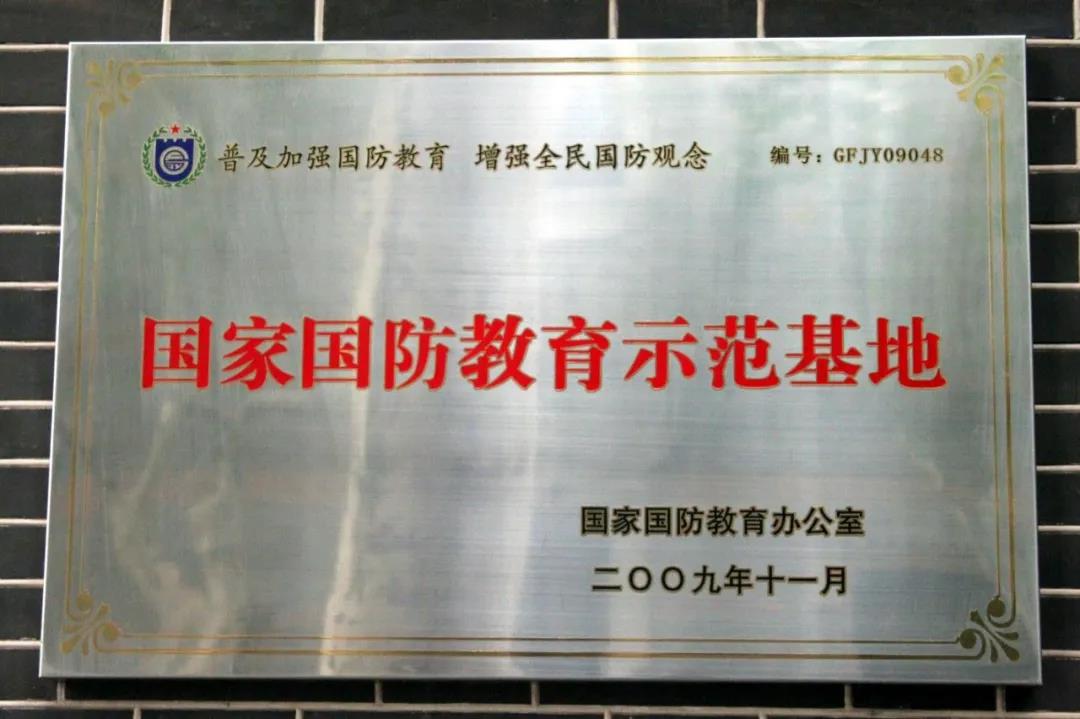 普及加强国防教育 增强全民国防观念 编号：GFJY09048
国家国防教育示范基地
国家国防教育办公室
二〇〇九年十一月